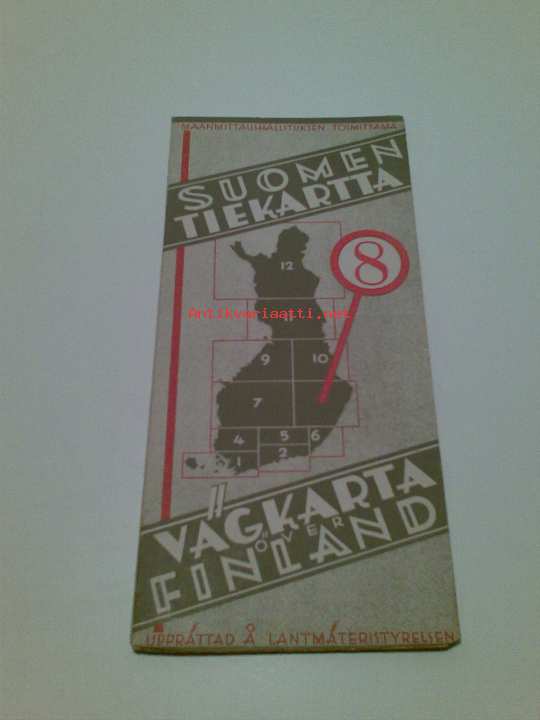 MAANMITTAUSHALLITUKSEN TOIMITTAMA
SUOMEN
TIEKARTTA
8
12
Antikvariaatti.net
11
9 10
7
4 5 6
1 2
VÄGKARTA
ÖVER
FINLAND
UPPRÄTTAD Å LANTMÄTERISTYRELSEN